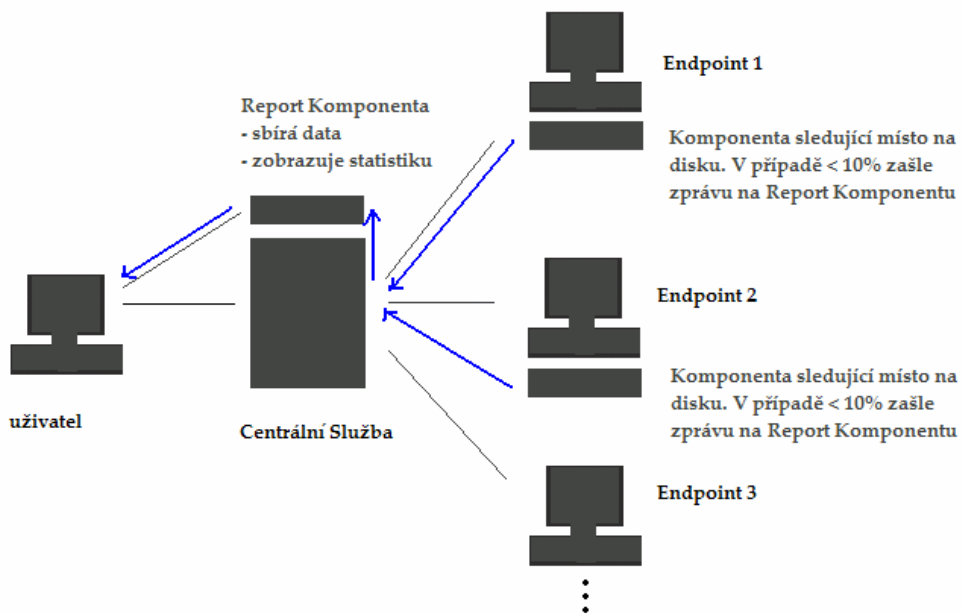 Endpoint 1
Report Komponenta
- sbírá data
- zobrazuje statistiku
Komponenta sledující místo na
disku. V případě < 10% zašle
zprávu na Report Komponentu
Endpoint 2
Komponenta sledující místo na
disku. V případě < 10% zašle
zprávu na Report Komponentu
uživatel
Centrální Služba
Endpoint 3